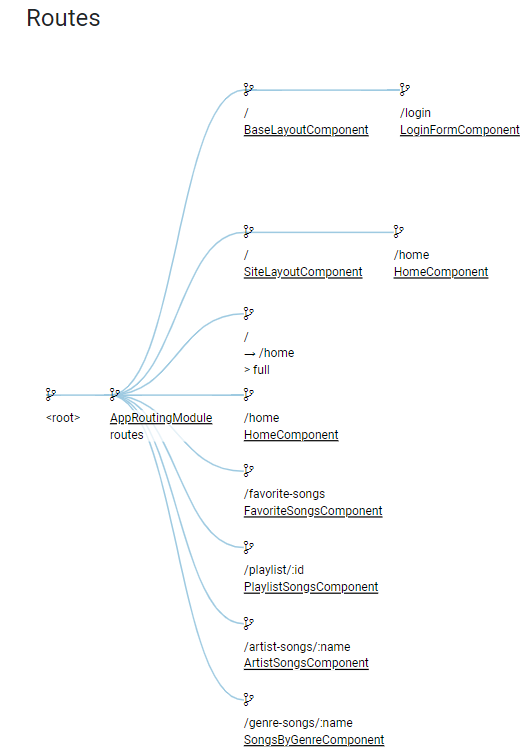 Routes
/
BaseLayoutComponent
/login
LoginFormComponent
/
SiteLayoutComponent
/home
HomeComponent
/
→ /home
> full
<root>
AppRoutingModule
routes
/home
HomeComponent
/favorite-songs
FavoriteSongsComponent
/playlist/:id
PlaylistSongsComponent
/artist-songs/:name
ArtistSongsComponent
/genre-songs/:name
SongsByGenreComponent